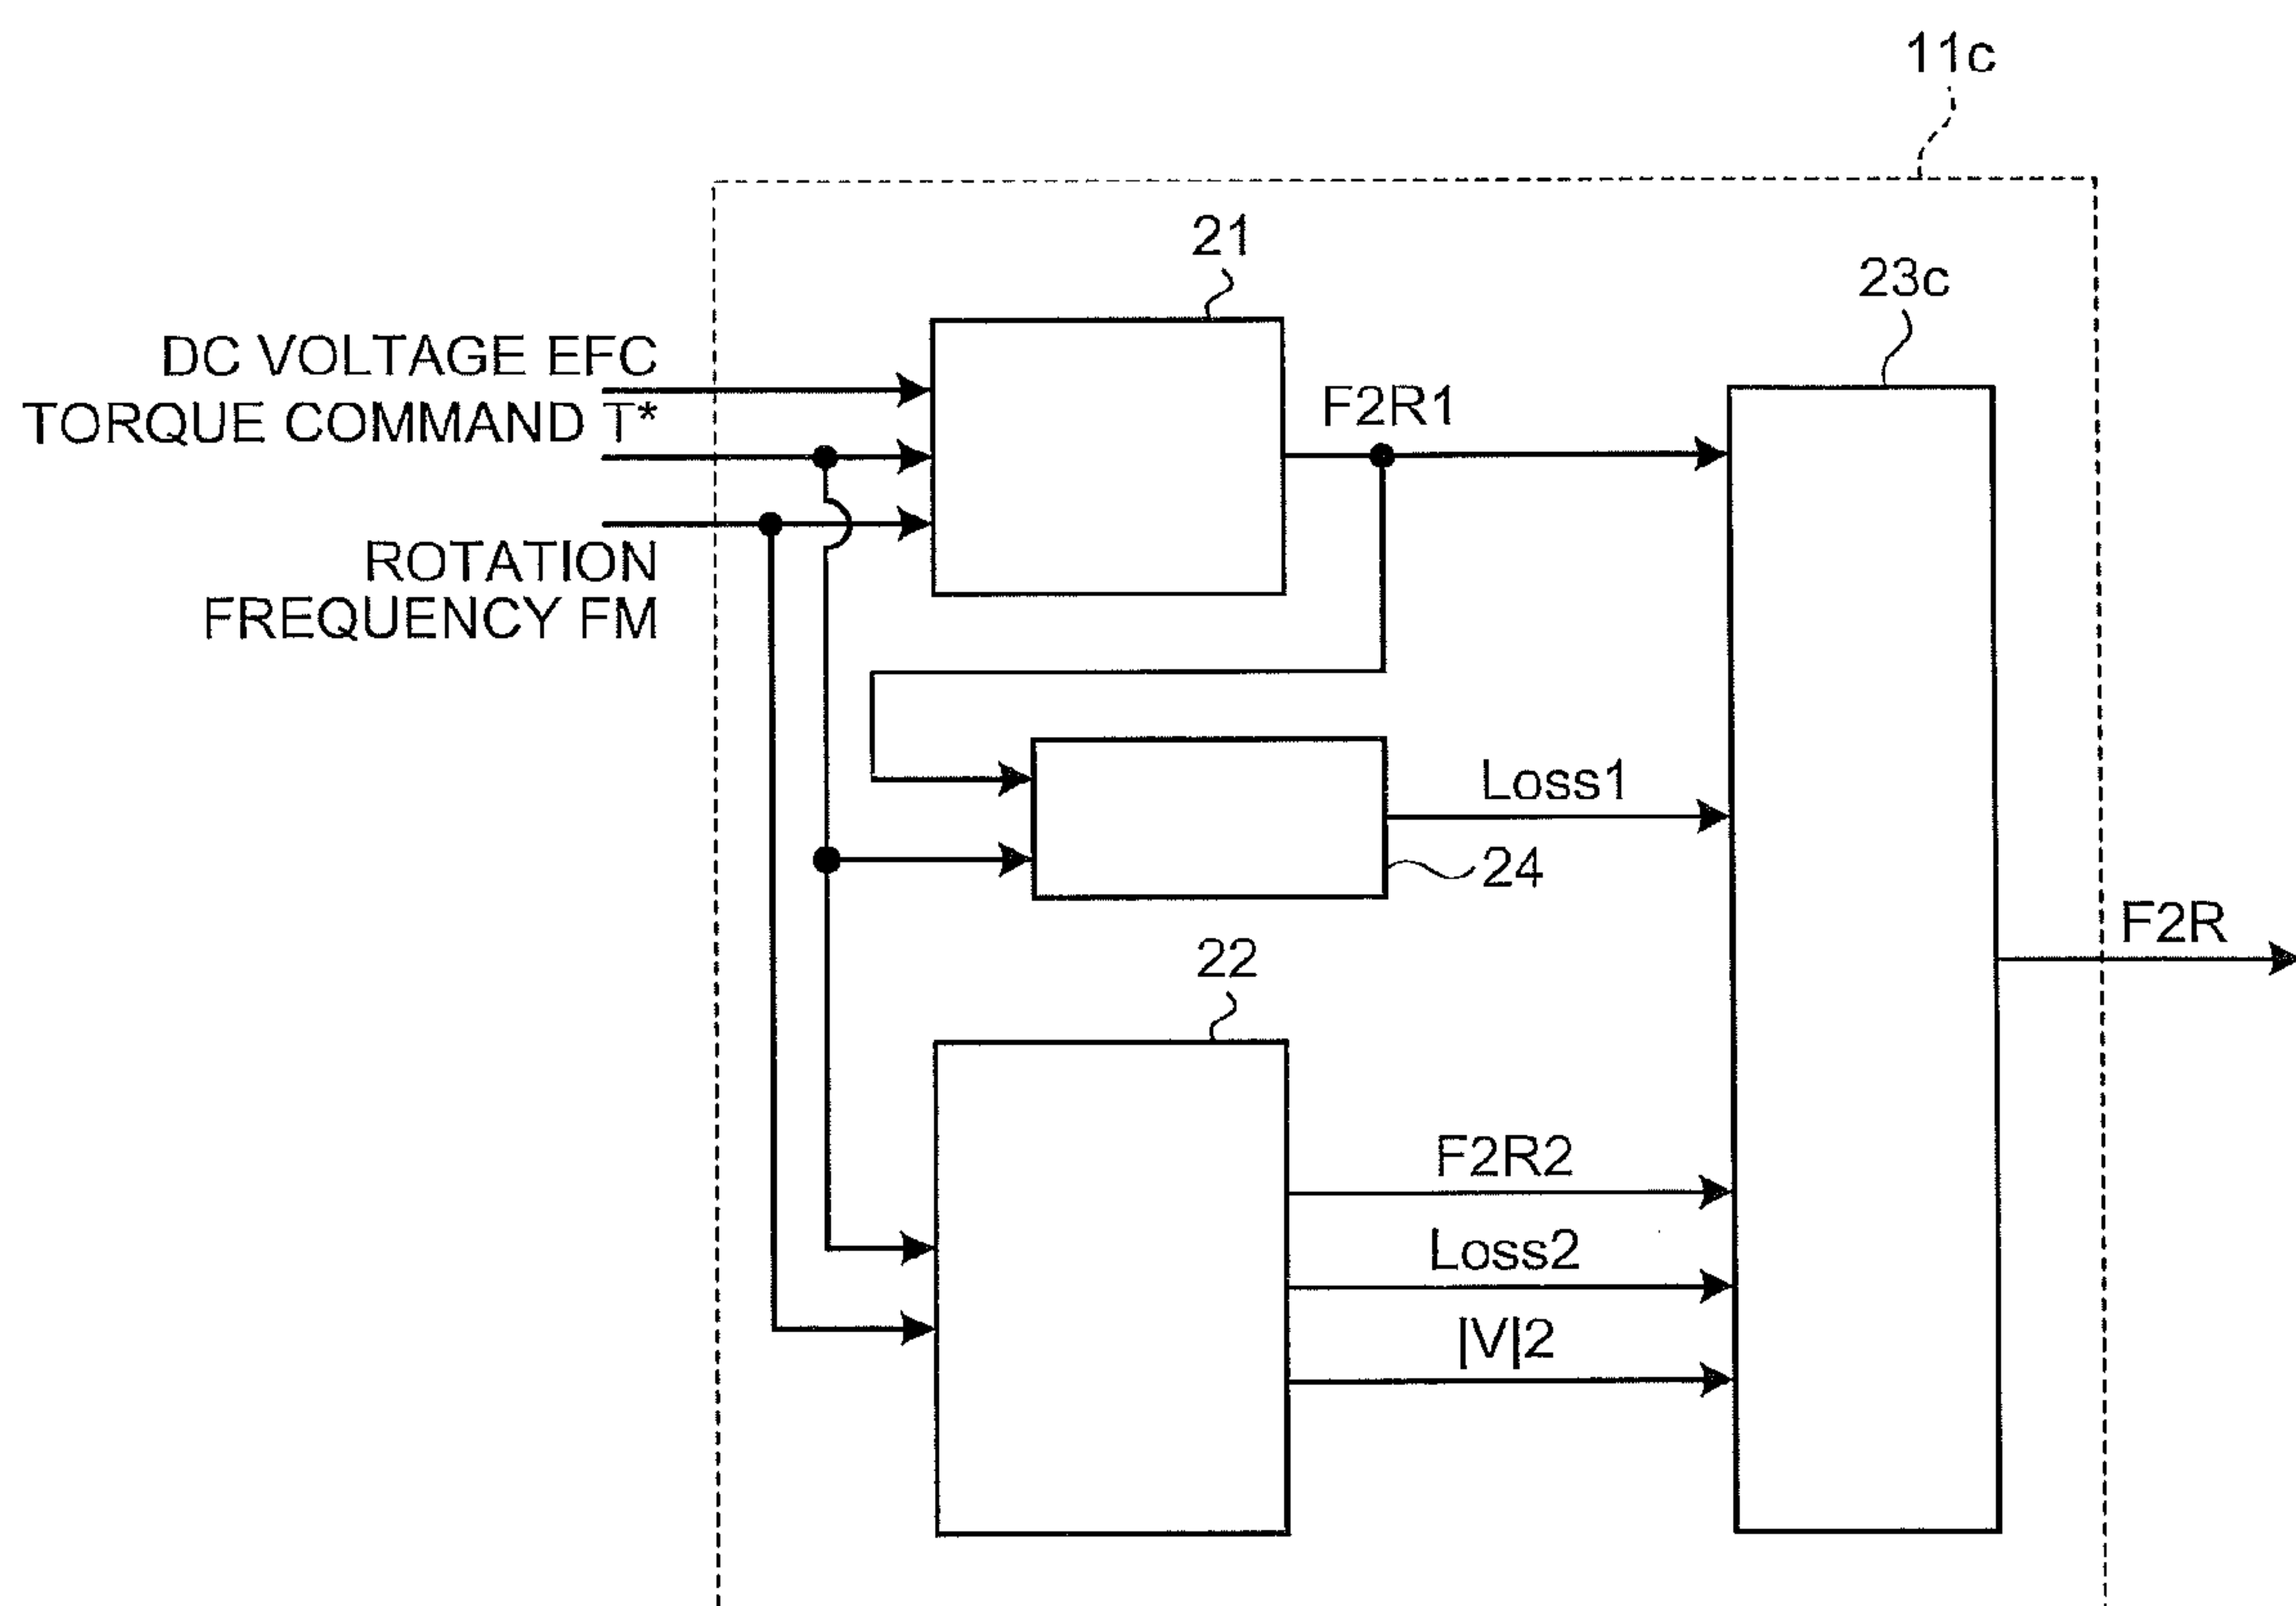 11c
21
23c
DC VOLTAGE EFC
TORQUE COMMAND T*
F2R1
ROTATION
FREQUENCY FM
Loss1
24
F2R
22
F2R2
Loss2
|V|2